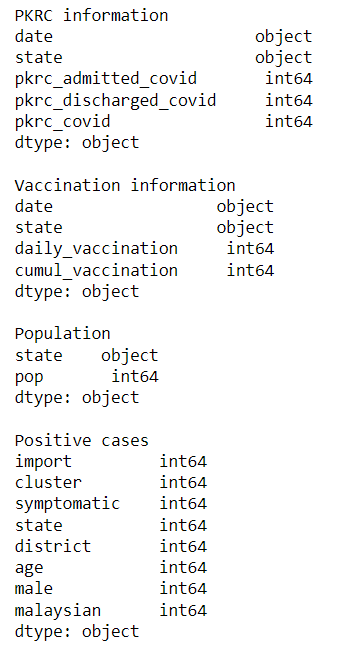 PKRC information
date object
state object
pkrc_admitted_covid int64
pkrc_discharged_covid int64
pkrc_covid int64
dtype: object
Vaccination information
date object
state object
daily_vaccination int64
cumul_vaccination int64
dtype: object
Population
state object
pop int64
dtype: object
Positive cases
import int64
cluster int64
symptomatic int64
state int64
district int64
age int64
male int64
malaysian int64
dtype: object